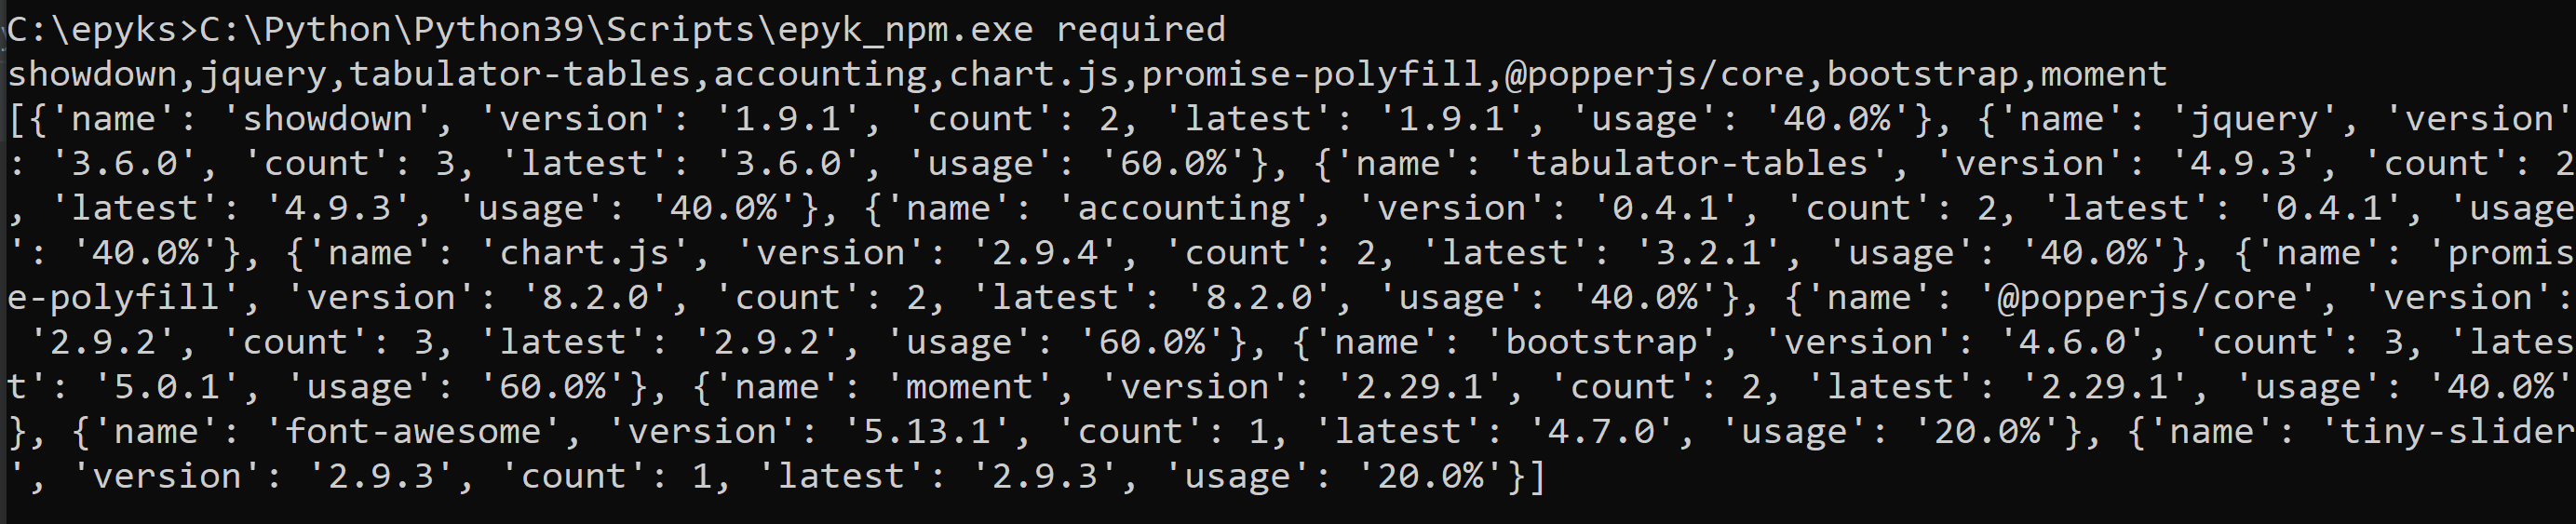 C:\epyks>C:\Python\Python39\Scripts\epyk_npm.exe required
showdown,jquery,tabulator-tables,accounting,chart.js,promise-polyfill,@popperjs/core,bootstrap,moment
[{'name': 'showdown', 'version': '1.9.1', 'count': 2, 'latest': '1.9.1', 'usage': '40.0%'}, {'name': 'jquery', 'version'
: '3.6.0', 'count': 3, 'latest': '3.6.0', 'usage': '60.0%'}, {'name': 'tabulator-tables', 'version': '4.9.3', 'count': 2
, 'latest': '4.9.3', 'usage': '40.0%'}, {'name': 'accounting', 'version': '0.4.1', 'count': 2, 'latest': '0.4.1', 'usage
': '40.0%'}, {'name': 'chart.js', 'version': '2.9.4', 'count': 2, 'latest': '3.2.1', 'usage': '40.0%'}, {'name': 'promis
e-polyfill', 'version': '8.2.0', 'count': 2, 'latest': '8.2.0', 'usage': '40.0%'}, {'name': '@popperjs/core', 'version':
 '2.9.2', 'count': 3, 'latest': '2.9.2', 'usage': '60.0%'}, {'name': 'bootstrap', 'version': '4.6.0', 'count': 3, 'lates
t': '5.0.1', 'usage': '60.0%'}, {'name': 'moment', 'version': '2.29.1', 'count': 2, 'latest': '2.29.1', 'usage': '40.0%'
}, {'name': 'font-awesome', 'version': '5.13.1', 'count': 1, 'latest': '4.7.0', 'usage': '20.0%'}, {'name': 'tiny-slider
', 'version': '2.9.3', 'count': 1, 'latest': '2.9.3', 'usage': '20.0%'}]